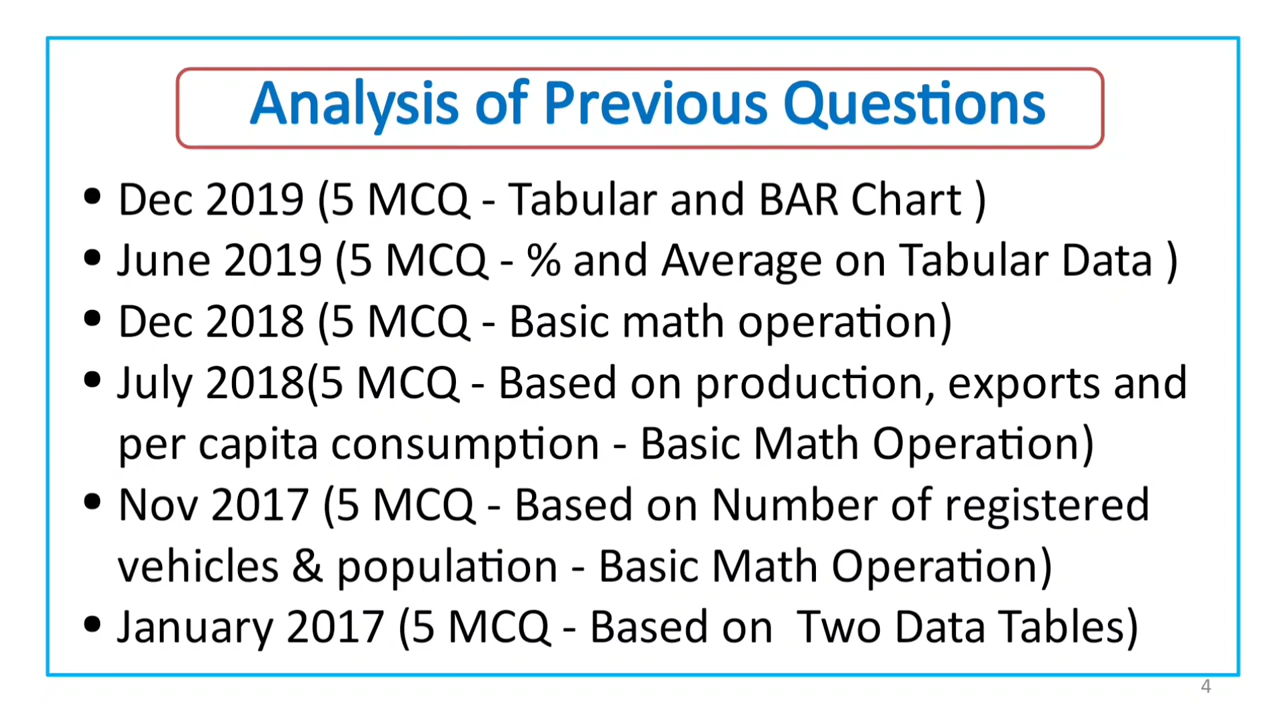 Analysis of Previous Questions
• Dec 2019 (5 MCQ - Tabular and BAR Chart )
• June 2019 (5 MCQ - % and Average on Tabular Data )
• Dec 2018 (5 MCQ - Basic math operation)
• July 2018(5 MCQ - Based on production, exports and
per capita consumption - Basic Math Operation)
• Nov 2017 (5 MCQ - Based on Number of registered
vehicles & population - Basic Math Operation)
• January 2017 (5 MCQ - Based on  Two Data Tables)
4